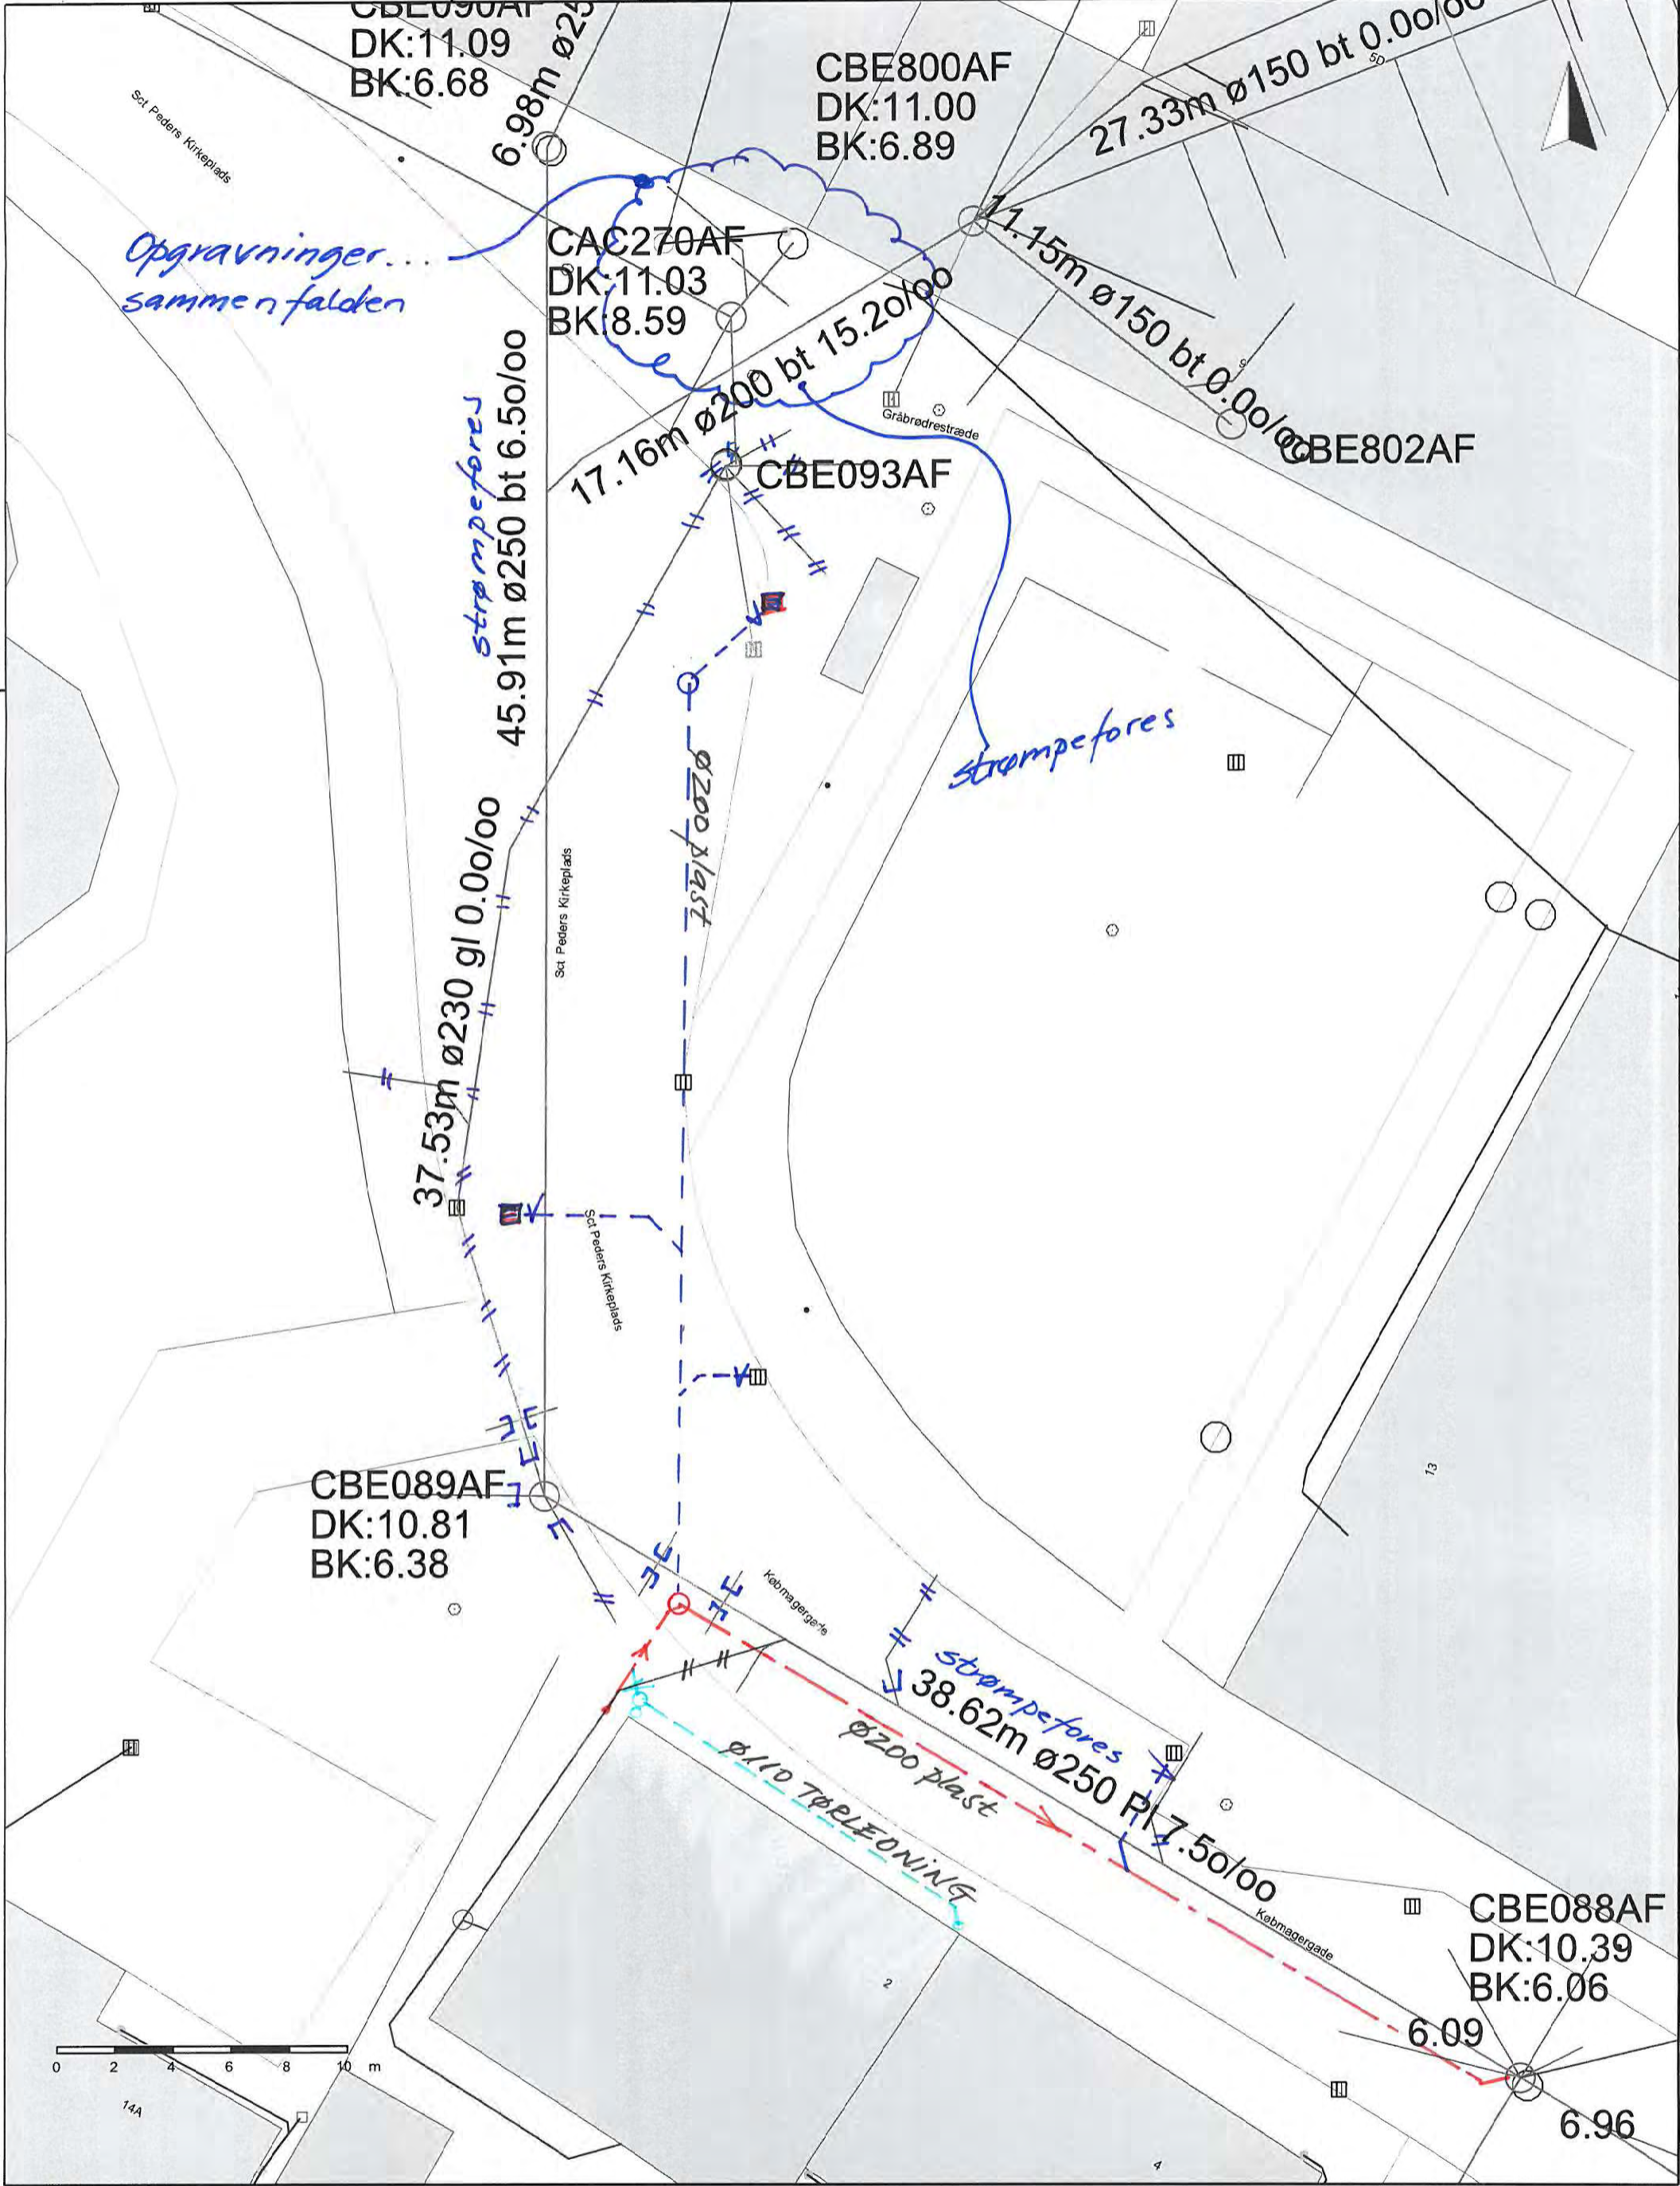 CBE090AF
DK:11.09
BK:6.68
6.98m ø25
CBE800AF
DK:11.00
BK:6.89
27.33m ø150 bt 0.0o/oo
5D
Sct Peders Kirkeplads
Opgravninger...
sammenfalden
CAC270AF
DK:11.03
BK:8.59
11.15m ø150 bt 0.0o/oo
9
17.16m ø200 bt 15.2o/oo
Gråbrødrestræde
CBE802AF
CBE093AF
strømpefores
45.91m ø250 bt 6.5o/oo
strømpefores
ø200 plast
37.53m ø230 gl 0.0o/oo
Sct Peders Kirkeplads
Sct Peders Kirkeplads
13
CBE089AF
DK:10.81
BK:6.38
Købmagergade
strømpefores
38.62m ø250 Pl 7.5o/oo
ø200 plast
ø110 TØRLEDNING
Købmagergade
CBE088AF
DK:10.39
BK:6.06
6.09
6.96
2
4
0 2 4 6 8 10 m
14A